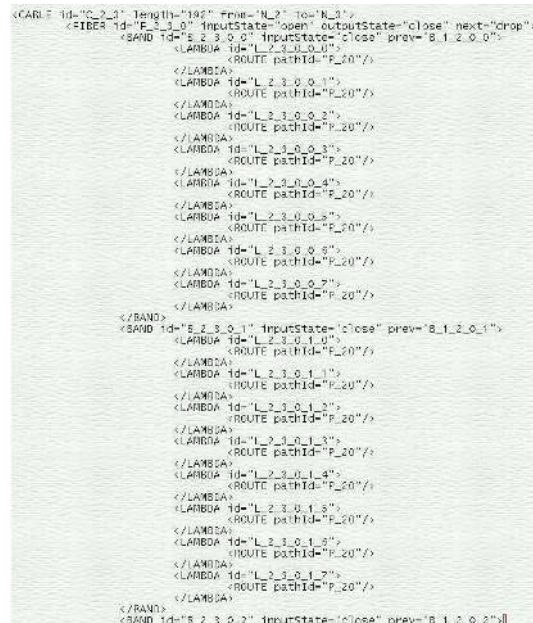 <CABLE id="C_2_3" length="192" from="N_2" to="N_3">
<FIBER id="F_2_3_0" inputState="open" outputState="close" next="drop"
<BAND id="B_2_3_0_0" inputState="close" prev="B_1_2_0_0">
<LAMBDA id="L_2_3_0_0_0">
<ROUTE pathId="P_20"/>
</LAMBDA>
<LAMBDA id="L_2_3_0_0_1">
<ROUTE pathId="P_20"/>
</LAMBDA>
<LAMBDA id="L_2_3_0_0_2">
<ROUTE pathId="P_20"/>
</LAMBDA>
<LAMBDA id="L_2_3_0_0_3">
<ROUTE pathId="P_20"/>
</LAMBDA>
<LAMBDA id="L_2_3_0_0_4">
<ROUTE pathId="P_20"/>
</LAMBDA>
<LAMBDA id="L_2_3_0_0_5">
<ROUTE pathId="P_20"/>
</LAMBDA>
<LAMBDA id="L_2_3_0_0_6">
<ROUTE pathId="P_20"/>
</LAMBDA>
<LAMBDA id="L_2_3_0_0_7">
<ROUTE pathId="P_20"/>
</LAMBDA>
</BAND>
<BAND id="B_2_3_0_1" inputState="close" prev="B_1_2_0_1">
<LAMBDA id="L_2_3_0_1_0">
<ROUTE pathId="P_20"/>
</LAMBDA>
<LAMBDA id="L_2_3_0_1_1">
<ROUTE pathId="P_20"/>
</LAMBDA>
<LAMBDA id="L_2_3_0_1_2">
<ROUTE pathId="P_20"/>
</LAMBDA>
<LAMBDA id="L_2_3_0_1_3">
<ROUTE pathId="P_20"/>
</LAMBDA>
<LAMBDA id="L_2_3_0_1_4">
<ROUTE pathId="P_20"/>
</LAMBDA>
<LAMBDA id="L_2_3_0_1_5">
<ROUTE pathId="P_20"/>
</LAMBDA>
<LAMBDA id="L_2_3_0_1_6">
<ROUTE pathId="P_20"/>
</LAMBDA>
<LAMBDA id="L_2_3_0_1_7">
<ROUTE pathId="P_20"/>
</LAMBDA>
</BAND>
<BAND id="B_2_3_0_2" inputState="close" prev="B_1_2_0_2">